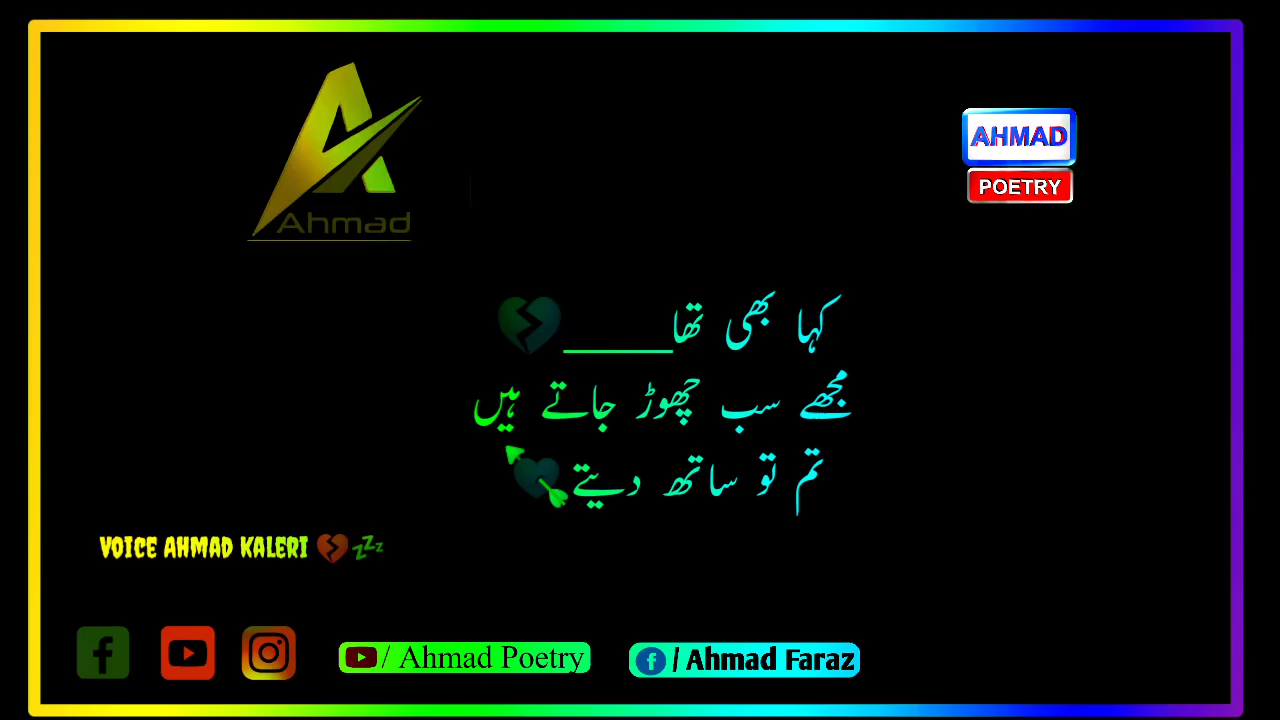 Ahmad
AHMAD
POETRY
کہا بھی تھا_____💔
مجھے سب چھوڑ جاتے ہیں
تم تو ساتھ دیتے💘
VOICE AHMAD KALERI 💔💤
/ Ahmad Poetry
/ Ahmad Faraz